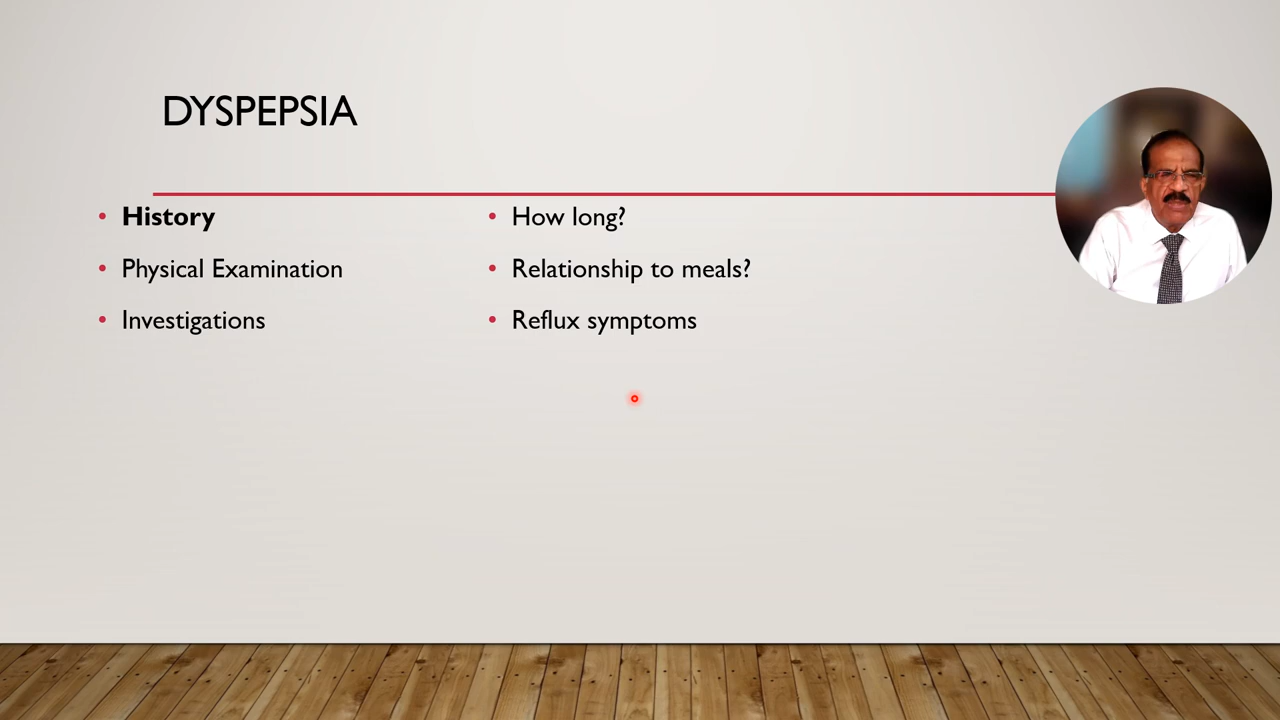 DYSPEPSIA
History
Physical Examination
Investigations
How long?
Relationship to meals?
Reflux symptoms